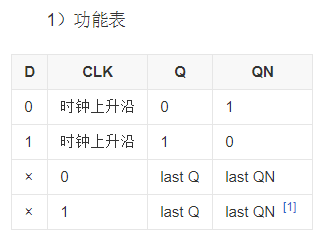 1）功能表
D CLK Q QN
0 时钟上升沿 0 1
1 时钟上升沿 1 0
× 0 last Q last QN
× 1 last Q last QN [1]